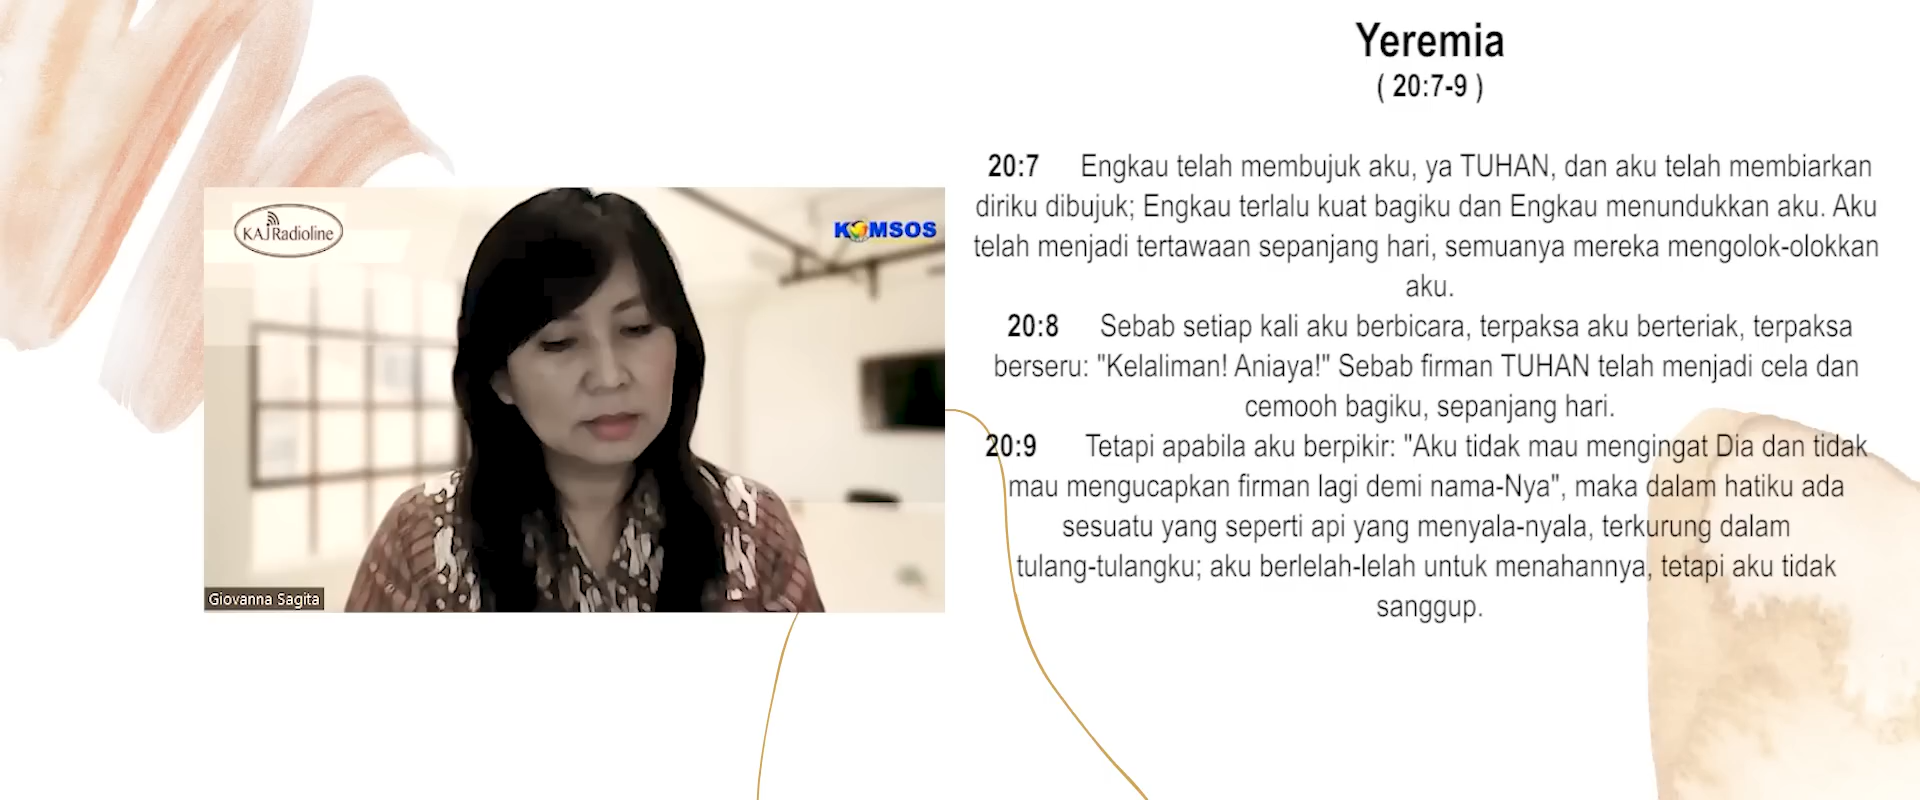 Yeremia
( 20:7-9 )
20:7 Engkau telah membujuk aku, ya TUHAN, dan aku telah membiarkan
diriku dibujuk; Engkau terlalu kuat bagiku dan Engkau menundukkan aku. Aku
telah menjadi tertawaan sepanjang hari, semuanya mereka mengolok-olokkan
aku.
20:8 Sebab setiap kali aku berbicara, terpaksa aku berteriak, terpaksa
berseru: "Kelaliman! Aniaya!" Sebab firman TUHAN telah menjadi cela dan
cemooh bagiku, sepanjang hari.
20:9 Tetapi apabila aku berpikir: "Aku tidak mau mengingat Dia dan tidak
mau mengucapkan firman lagi demi nama-Nya", maka dalam hatiku ada
sesuatu yang seperti api yang menyala-nyala, terkurung dalam
tulang-tulangku; aku berlelah-lelah untuk menahannya, tetapi aku tidak
sanggup.
KAJ Radioline
KOMSOS
Giovanna Sagita